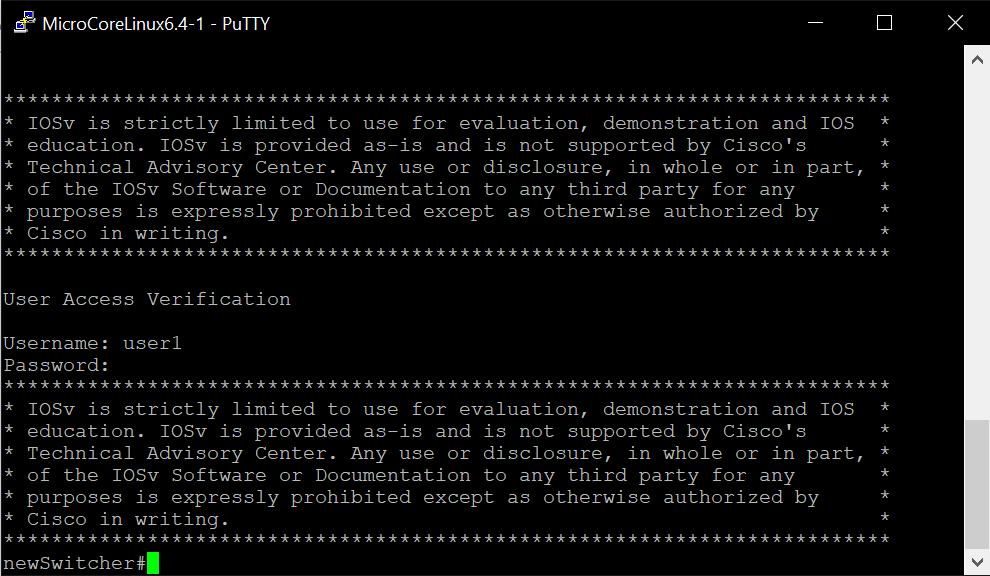 MicroCoreLinux6.4-1 - PuTTY
**************************************************************************
* IOSv is strictly limited to use for evaluation, demonstration and IOS  *
* education. IOSv is provided as-is and is not supported by Cisco's      *
* Technical Advisory Center. Any use or disclosure, in whole or in part, *
* of the IOSv Software or Documentation to any third party for any       *
* purposes is expressly prohibited except as otherwise authorized by     *
* Cisco in writing.                                                      *
**************************************************************************
User Access Verification
Username: user1
Password:
**************************************************************************
* IOSv is strictly limited to use for evaluation, demonstration and IOS  *
* education. IOSv is provided as-is and is not supported by Cisco's      *
* Technical Advisory Center. Any use or disclosure, in whole or in part, *
* of the IOSv Software or Documentation to any third party for any       *
* purposes is expressly prohibited except as otherwise authorized by     *
* Cisco in writing.                                                      *
**************************************************************************
newSwitcher#